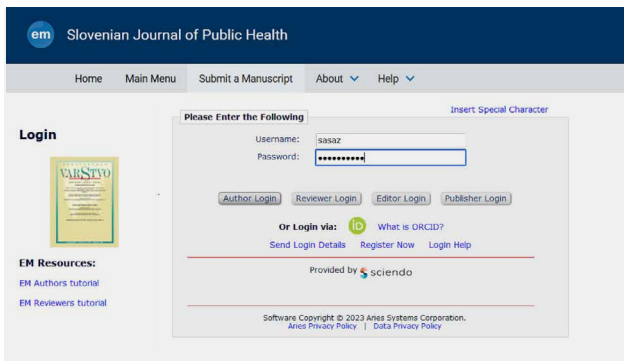 em Slovenian Journal of Public Health
Home Main Menu Submit a Manuscript About Help
Insert Special Character
Please Enter the Following
Login
Username: sasaz
Password: ••••••••••
VARSTVO
Author Login Reviewer Login Editor Login Publisher Login
Or Login via: iD What is ORCID?
Send Login Details Register Now Login Help
EM Resources:
Provided by sciendo
EM Authors tutorial
EM Reviewers tutorial
Software Copyright © 2023 Aries Systems Corporation.
Aries Privacy Policy | Data Privacy Policy